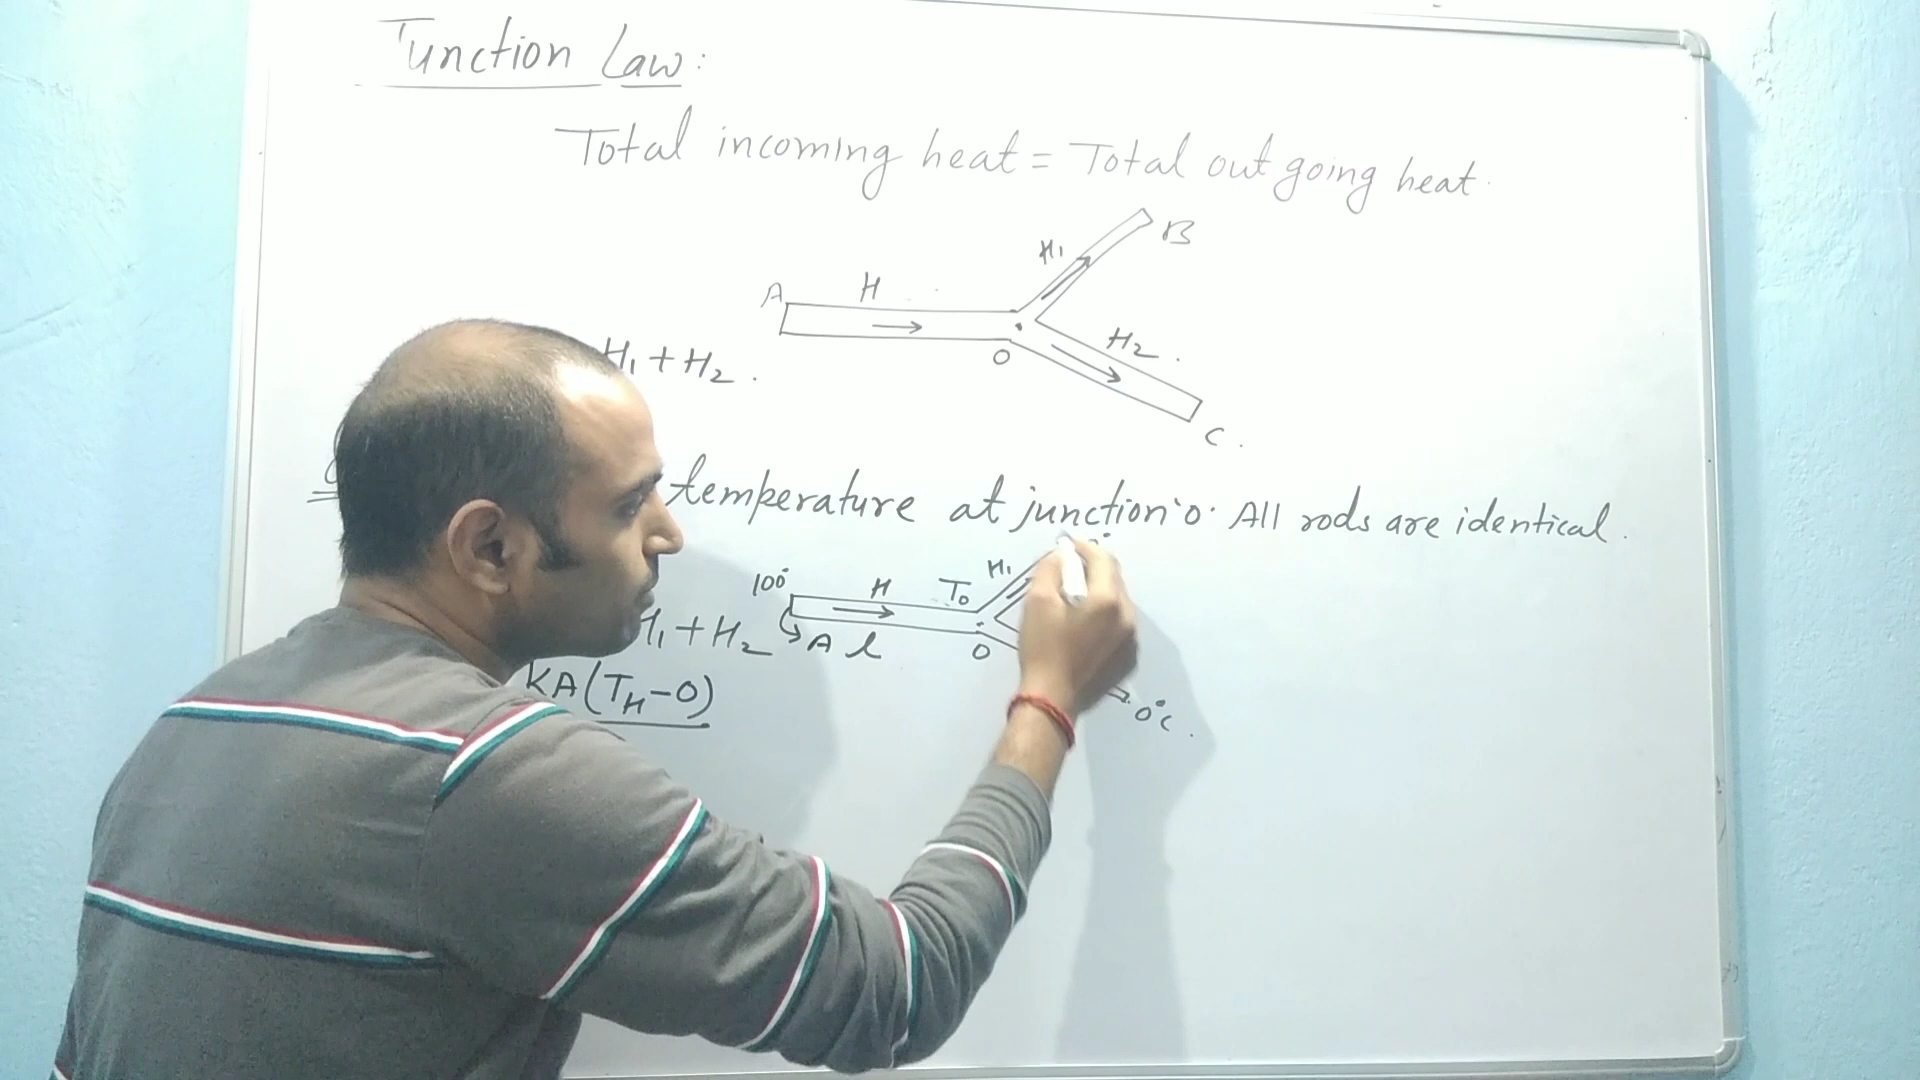 Junction Law:
Total incoming heat = Total out going heat.
B
H1
A H
H2
O
H1 + H2 .
C .
temperature at junction 'o' All rods are identical .
100°
H
T0
H1
H1 + H2
A l
O
KA(TH-0)
0°C .